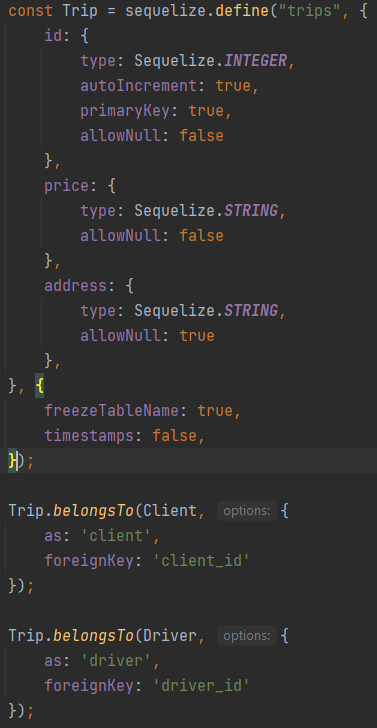 const Trip = sequelize.define("trips", {
    id: {
        type: Sequelize.INTEGER,
        autoIncrement: true,
        primaryKey: true,
        allowNull: false
    },
    price: {
        type: Sequelize.STRING,
        allowNull: false
    },
    address: {
        type: Sequelize.STRING,
        allowNull: true
    },
}, {
    freezeTableName: true,
    timestamps: false,
});

Trip.belongsTo(Client, options: {
    as: 'client',
    foreignKey: 'client_id'
});

Trip.belongsTo(Driver, options: {
    as: 'driver',
    foreignKey: 'driver_id'
});